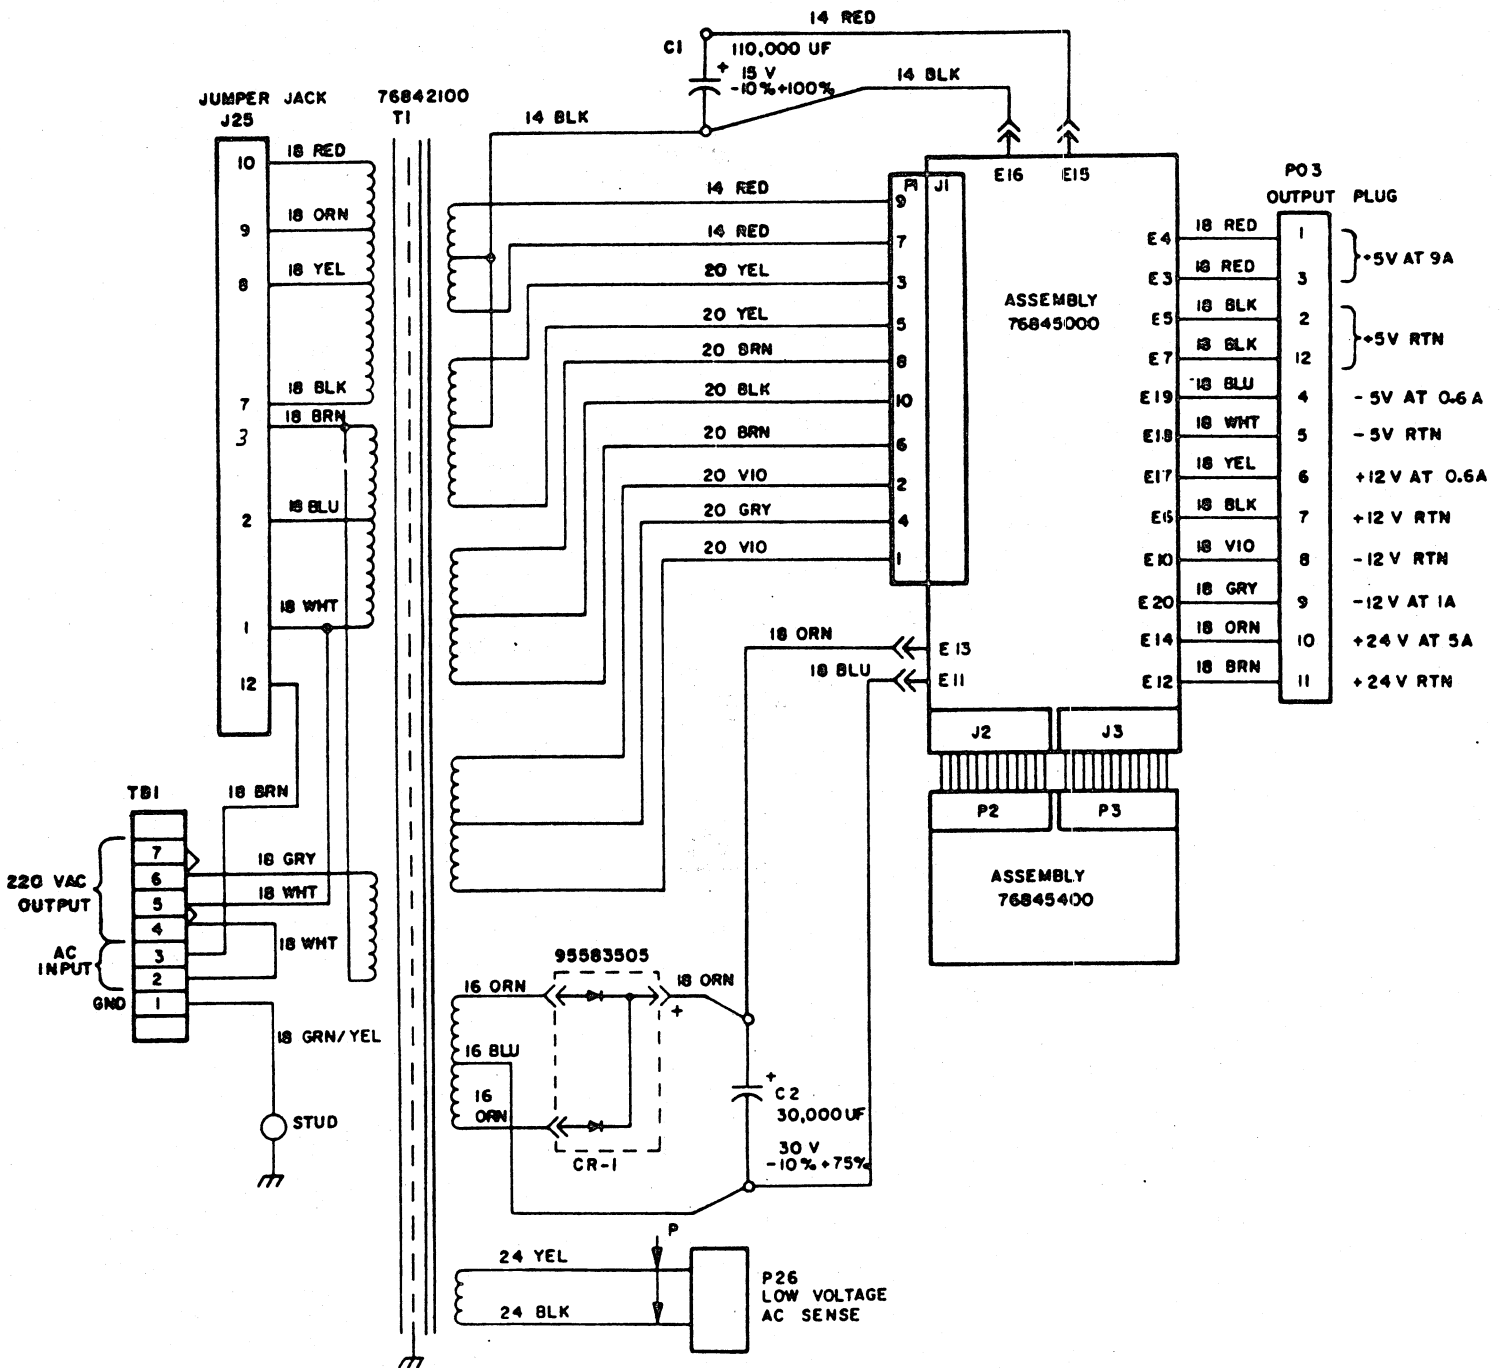 14 RED
C1
110,000 UF
+
15 V
-10%+100%
14 BLK
14 BLK
JUMPER JACK
J25
76842100
T1
10
18 RED
9
18 ORN
8
18 YEL
7
18 BLK
3
18 BRN
2
18 BLU
1
18 WHT
12
18 BRN
TB1
7
6
5
4
3
2
1
220 VAC
OUTPUT
AC
INPUT
GND
18 GRY
18 WHT
18 WHT
18 GRN/YEL
STUD
14 RED
14 RED
20 YEL
20 YEL
20 BRN
20 BLK
20 BRN
20 VIO
20 GRY
20 VIO
P1
J1
9
7
3
5
8
10
6
2
4
1
E16
E15
ASSEMBLY
76845000
18 ORN
E13
18 BLU
E11
J2
J3
P2
P3
ASSEMBLY
76845400
PO3
OUTPUT PLUG
E4 18 RED 1
E3 18 RED 3
+5V AT 9A
E5 18 BLK 2
E7 18 BLK 12
+5V RTN
E19 18 BLU 4 -5V AT 0.6A
E18 18 WHT 5 -5V RTN
E17 18 YEL 6 +12V AT 0.6A
E6 18 BLK 7 +12 V RTN
E10 18 VIO 8 -12V RTN
E20 18 GRY 9 -12V AT 1A
E14 18 ORN 10 +24 V AT 5A
E12 18 BRN 11 +24V RTN
95583505
16 ORN
18 ORN
+
16 BLU
16
ORN
CR-1
+
C2
30,000UF
30 V
-10%+75%
P
24 YEL
24 BLK
P26
LOW VOLTAGE
AC SENSE